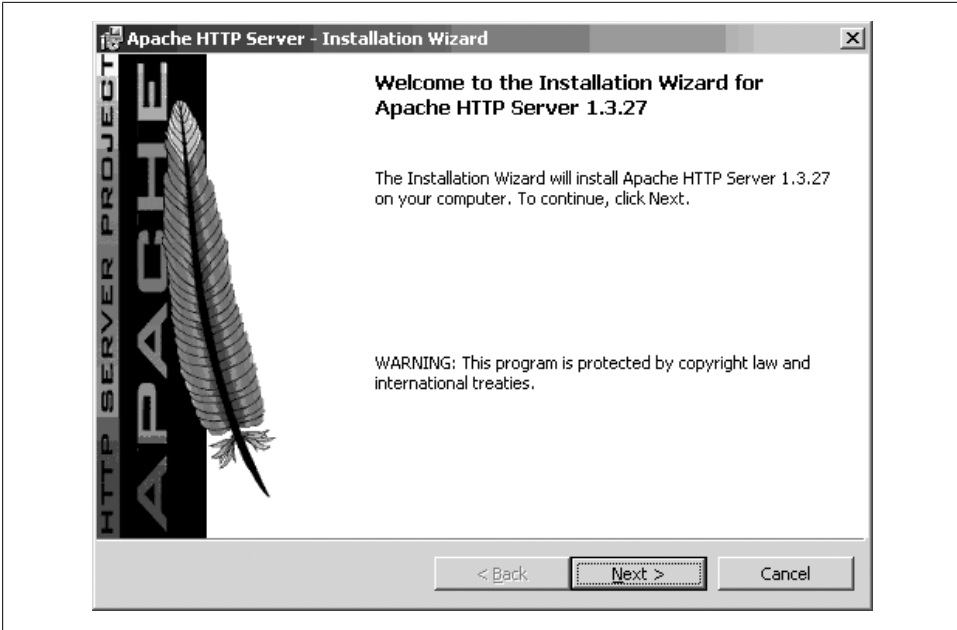 Apache HTTP Server - Installation Wizard
HTTP SERVER PROJECT
APACHE
Welcome to the Installation Wizard for
Apache HTTP Server 1.3.27
The Installation Wizard will install Apache HTTP Server 1.3.27
on your computer. To continue, click Next.
WARNING: This program is protected by copyright law and
international treaties.
< Back
Next >
Cancel